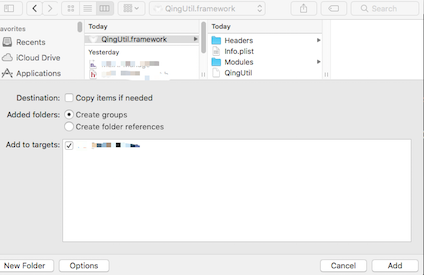 QingUtil.framework
Search
avorites
Recents
iCloud Drive
Applications
Today
QingUtil.framework
Yesterday
Today
Headers
Info.plist
Modules
QingUtil
Destination: Copy items if needed
Added folders: Create groups
Create folder references
Add to targets:
New Folder
Options
Cancel
Add